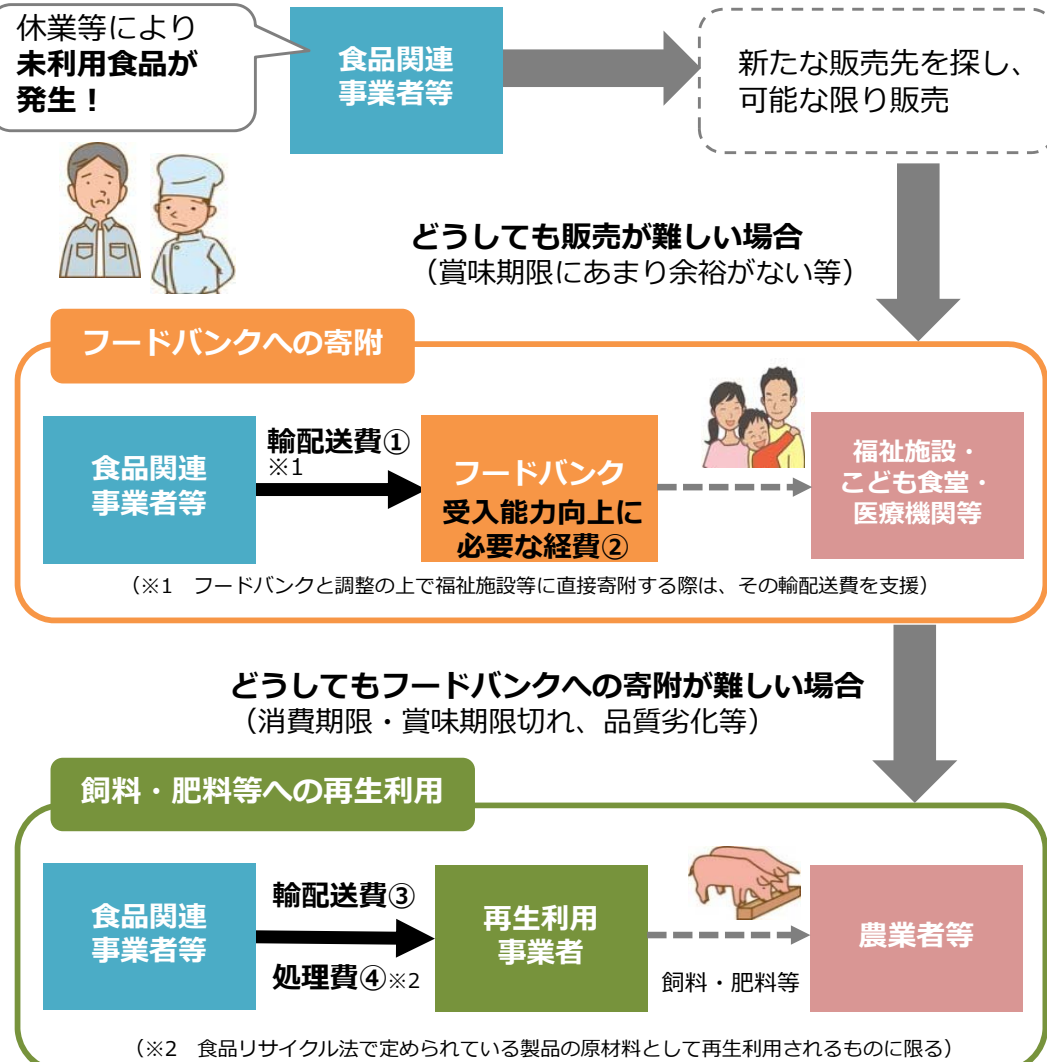 休業等により
未利用食品が
発生！
食品関連
事業者等
新たな販売先を探し、
可能な限り販売
どうしても販売が難しい場合
（賞味期限にあまり余裕がない等）
フードバンクへの寄附
食品関連
事業者等
輸配送費①
※1
フードバンク
受入能力向上に
必要な経費②
福祉施設・
こども食堂・
医療機関等
（※1　フードバンクと調整の上で福祉施設等に直接寄附する際は、その輸配送費を支援）
どうしてもフードバンクへの寄附が難しい場合
（消費期限・賞味期限切れ、品質劣化等）
飼料・肥料等への再生利用
食品関連
事業者等
輸配送費③
処理費④※2
再生利用
事業者
飼料・肥料等
農業者等
（※2　食品リサイクル法で定められている製品の原材料として再生利用されるものに限る）